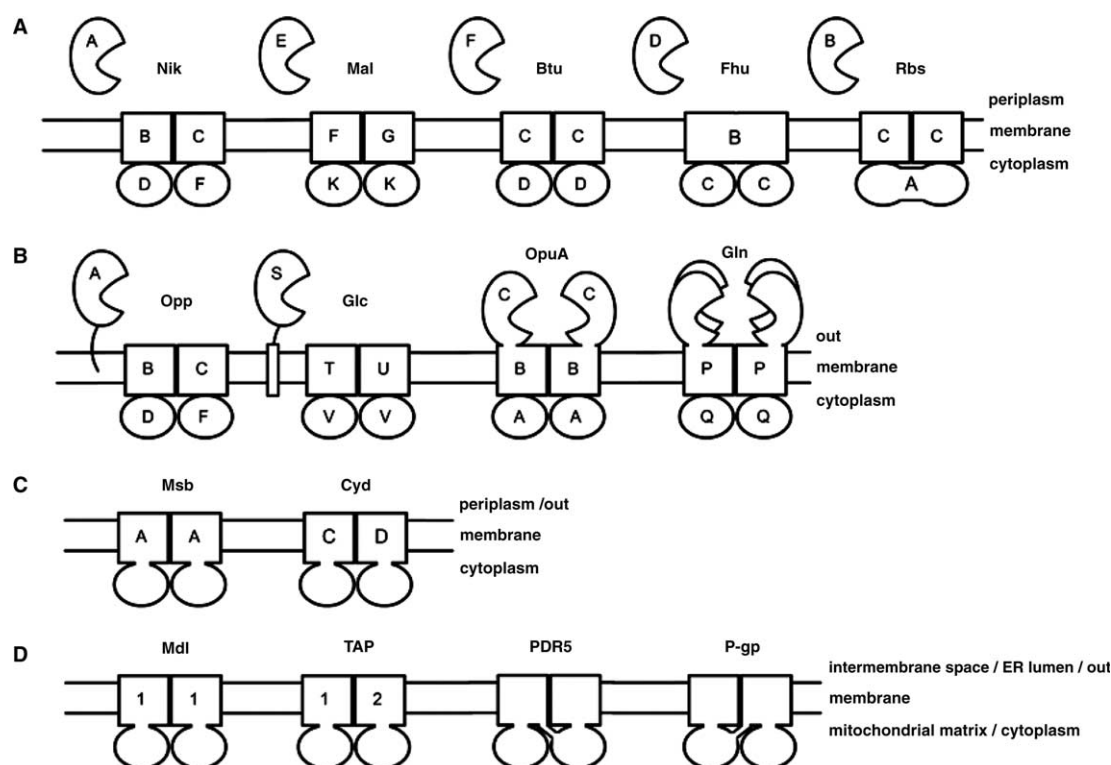 A
A E F D B
Nik Mal Btu Fhu Rbs
periplasm
B C F G C C B C C membrane
cytoplasm
D F K K D D C C A
B
OpuA Gln
A S C C
Opp Glc
out
B C T U B B P P membrane
cytoplasm
D F V V A A Q Q
C
Msb Cyd
periplasm /out
A A C D membrane
cytoplasm
D
Mdl TAP PDR5 P-gp
intermembrane space / ER lumen / out
1 1 1 2 membrane
mitochondrial matrix / cytoplasm